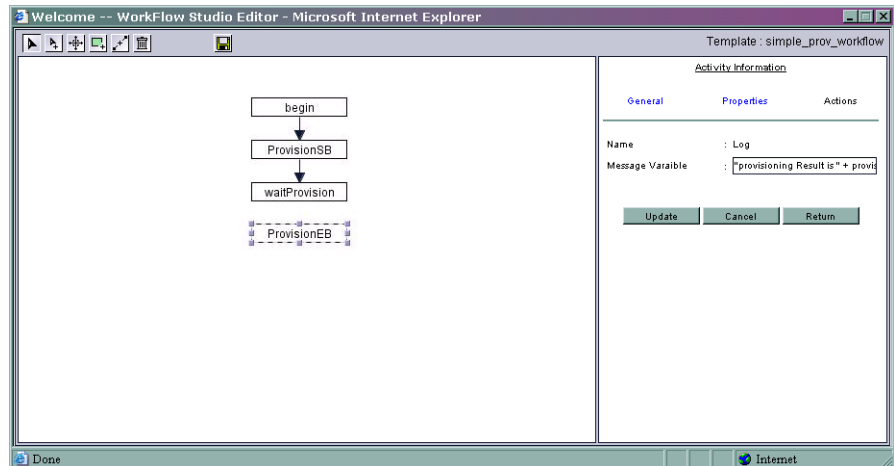 Welcome -- WorkFlow Studio Editor - Microsoft Internet Explorer
Template : simple_prov_workflow
begin
ProvisionSB
waitProvision
ProvisionEB
Activity Information
General Properties Actions
Name : Log
Message Varaible : "provisioning Result is" + provis
Update Cancel Return
Done Internet